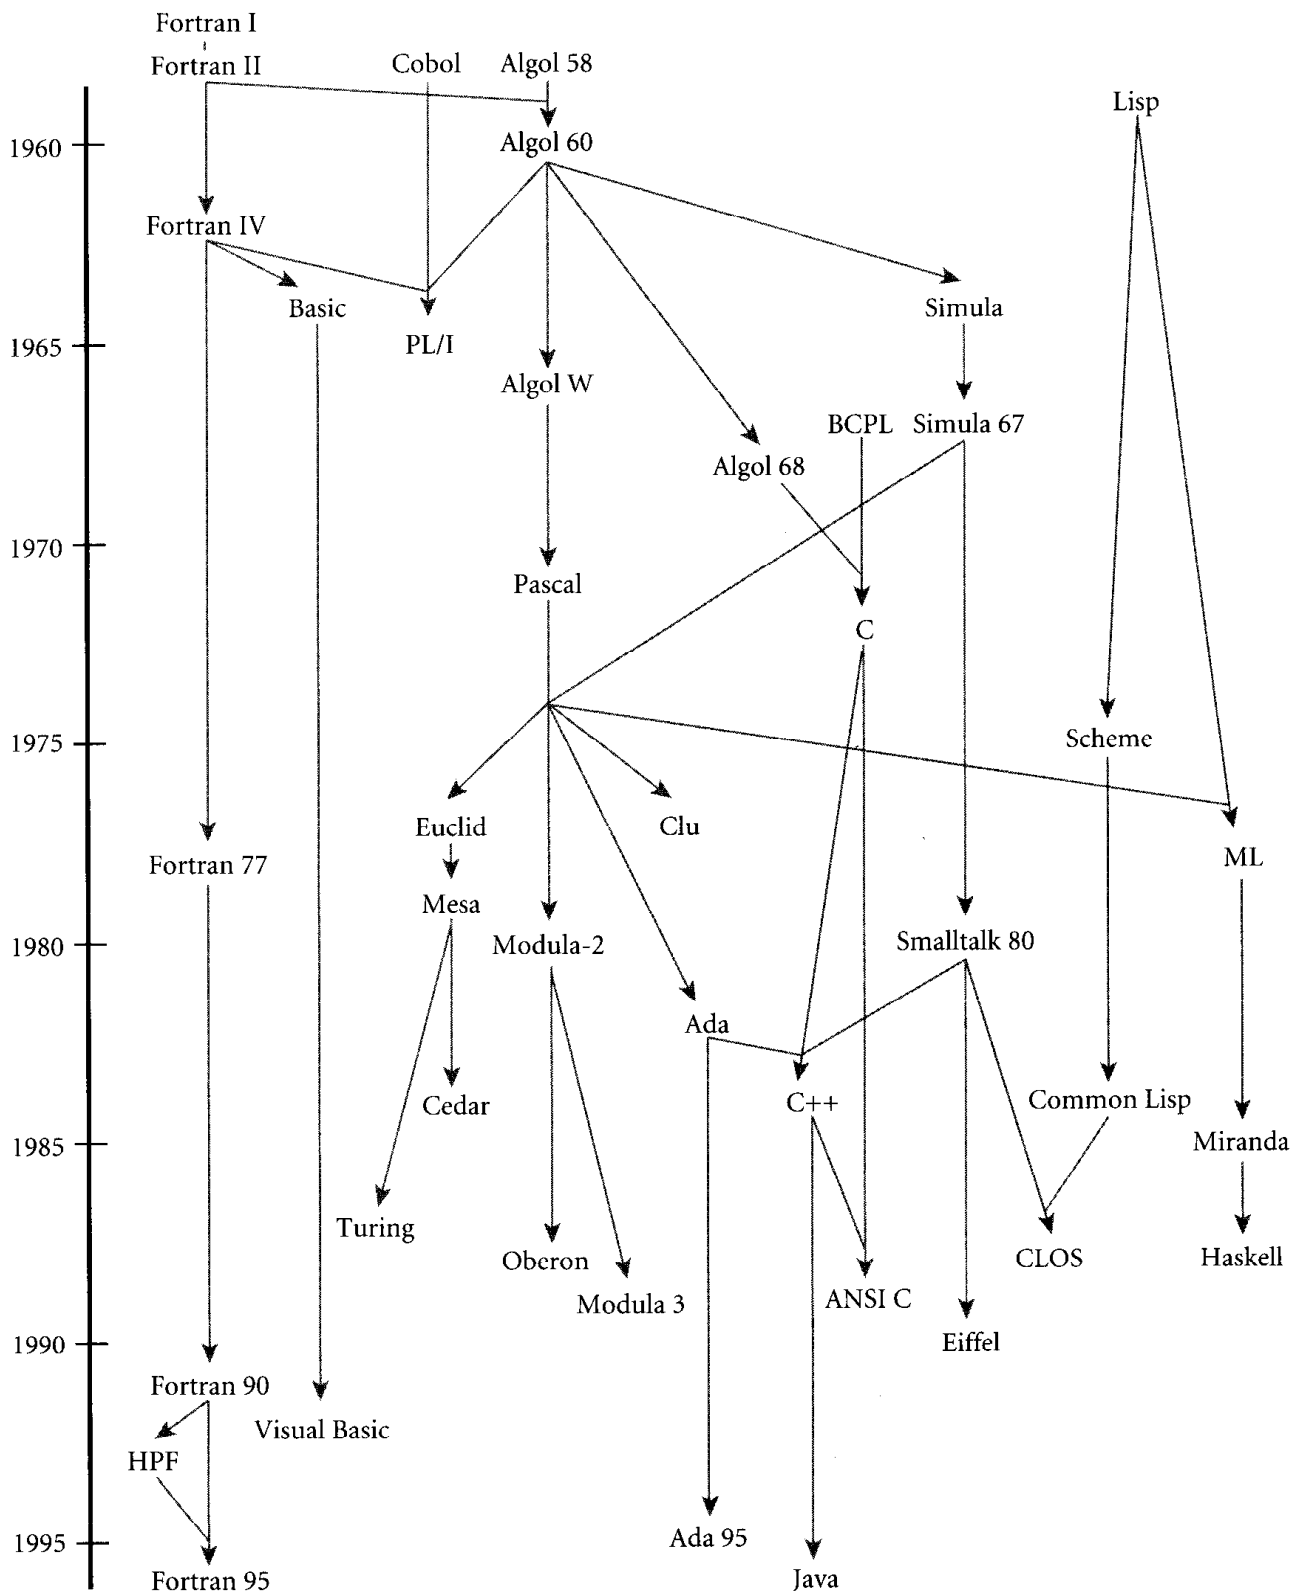 Fortran I
Fortran II
Cobol
Algol 58
Lisp
1960
Algol 60
Fortran IV
Basic
Simula
1965
PL/I
Algol W
BCPL
Simula 67
Algol 68
1970
Pascal
C
1975
Scheme
Euclid
Clu
Fortran 77
ML
Mesa
1980
Modula-2
Smalltalk 80
Ada
Cedar
C++
Common Lisp
1985
Miranda
Turing
Oberon
CLOS
Haskell
Modula 3
ANSI C
1990
Eiffel
Fortran 90
Visual Basic
HPF
1995
Ada 95
Fortran 95
Java